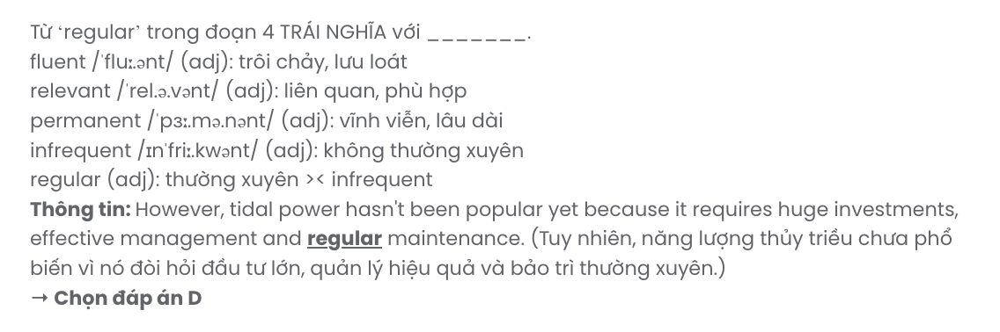 Từ ‘regular’ trong đoạn 4 TRÁI NGHĨA với _______.
fluent /ˈfluː.ənt/ (adj): trôi chảy, lưu loát
relevant /ˈrel.ə.vənt/ (adj): liên quan, phù hợp
permanent /ˈpɜː.mə.nənt/ (adj): vĩnh viễn, lâu dài
infrequent /ɪnˈfriː.kwənt/ (adj): không thường xuyên
regular (adj): thường xuyên >< infrequent
Thông tin: However, tidal power hasn't been popular yet because it requires huge investments,
effective management and regular maintenance. (Tuy nhiên, năng lượng thủy triều chưa phổ
biến vì nó đòi hỏi đầu tư lớn, quản lý hiệu quả và bảo trì thường xuyên.)
→ Chọn đáp án D